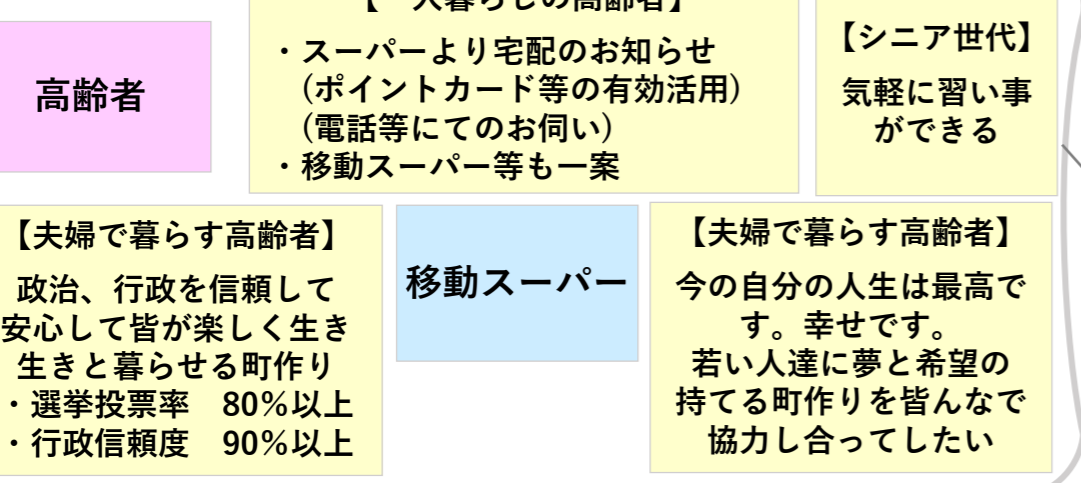 高齢者
【一人暮らしの高齢者】
・スーパーより宅配のお知らせ
(ポイントカード等の有効活用)
(電話等にてのお伺い)
・移動スーパー等も一案
【シニア世代】
気軽に習い事
ができる
【夫婦で暮らす高齢者】
政治、行政を信頼して
安心して皆が楽しく生き
生きと暮らせる町作り
・選挙投票率　80%以上
・行政信頼度　90%以上
移動スーパー
【夫婦で暮らす高齢者】
今の自分の人生は最高で
す。幸せです。
若い人達に夢と希望の
持てる町作りを皆んなで
協力し合ってしたい